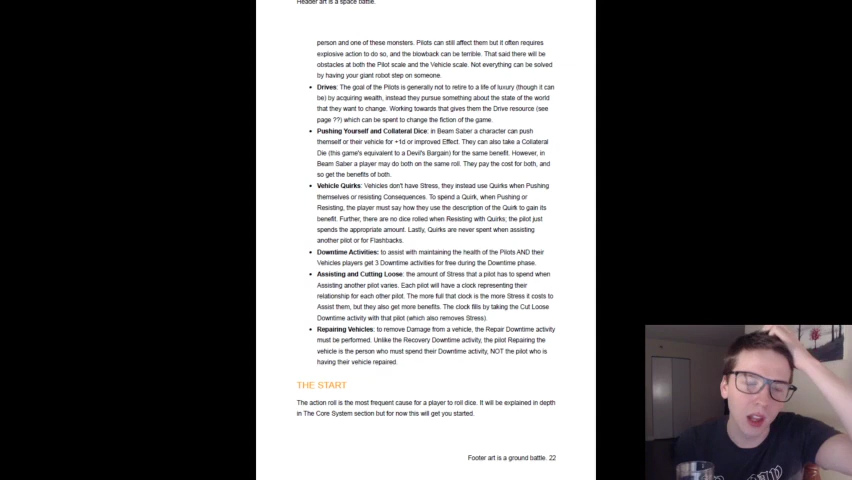 Header art is a space battle.
person and one of these monsters. Pilots can still affect them but it often requires
explosive action to do so, and the blowback can be terrible. That said there will be
obstacles at both the Pilot scale and the Vehicle scale. Not everything can be solved
by having your giant robot step on someone.
• Drives: The goal of the Pilots is generally not to retire to a life of luxury (though it can
be) by acquiring wealth, instead they pursue something about the state of the world
that they want to change. Working towards that gives them the Drive resource (see
page ??) which can be spent to change the fiction of the game.
• Pushing Yourself and Collateral Dice: in Beam Saber a character can push
themself or their vehicle for +1d or improved Effect. They can also take a Collateral
Die (this game's equivalent to a Devil's Bargain) for the same benefit. However, in
Beam Saber a player may do both on the same roll. They pay the cost for both, and
so get the benefits of both.
• Vehicle Quirks: Vehicles don't have Stress, they instead use Quirks when Pushing
themselves or resisting Consequences. To spend a Quirk, when Pushing or
Resisting, the player must say how they use the description of the Quirk to gain its
benefit. Further, there are no dice rolled when Resisting with Quirks; the pilot just
spends the appropriate amount. Lastly, Quirks are never spent when assisting
another pilot or for Flashbacks.
• Downtime Activities: to assist with maintaining the health of the Pilots AND their
Vehicles players get 3 Downtime activities for free during the Downtime phase.
• Assisting and Cutting Loose: the amount of Stress that a pilot has to spend when
Assisting another pilot varies. Each pilot will have a clock representing their
relationship for each other pilot. The more full that clock is the more Stress it costs to
Assist them, but they also get more benefits. The clock fills by taking the Cut Loose
Downtime activity with that pilot (which also removes Stress).
• Repairing Vehicles: to remove Damage from a vehicle, the Repair Downtime activity
must be performed. Unlike the Recovery Downtime activity, the pilot Repairing the
vehicle is the person who must spend their Downtime activity, NOT the pilot who is
having their vehicle repaired.
THE START
The action roll is the most frequent cause for a player to roll dice. It will be explained in depth
in The Core System section but for now this will get you started.
Footer art is a ground battle. 22